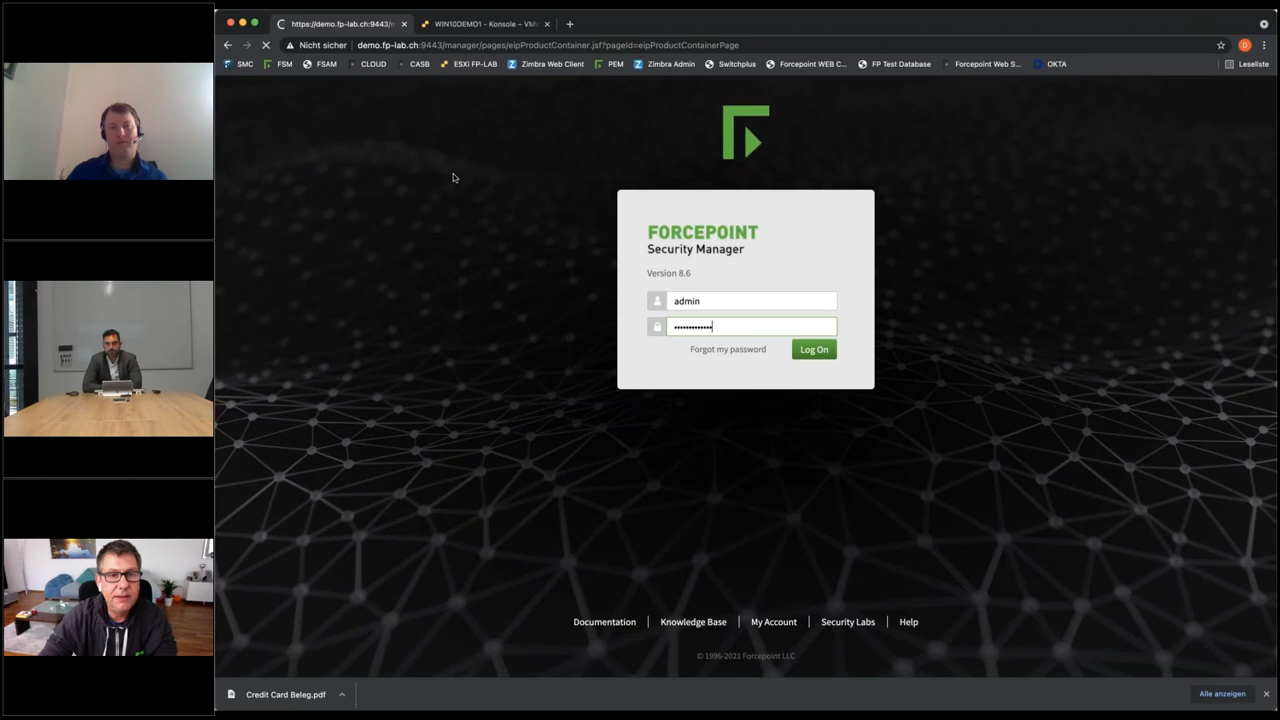 https://demo.fp-lab.ch:9443/m
WIN10DEMO1 - Konsole – VM
Nicht sicher
demo.fp-lab.ch:9443/manager/pages/eipProductContainer.jsf?pageId=eipProductContainerPage
D
SMC FSM FSAM CLOUD CASB ESXi FP-LAB Zimbra Web Client PEM Zimbra Admin Switchplus Forcepoint WEB C... FP Test Database Forcepoint Web S... OKTA Leseliste
FORCEPOINT
Security Manager
Version 8.6
admin
Forgot my password
Log On
Documentation | Knowledge Base | My Account | Security Labs | Help
© 1996-2021 Forcepoint LLC
Credit Card Beleg.pdf
Alle anzeigen